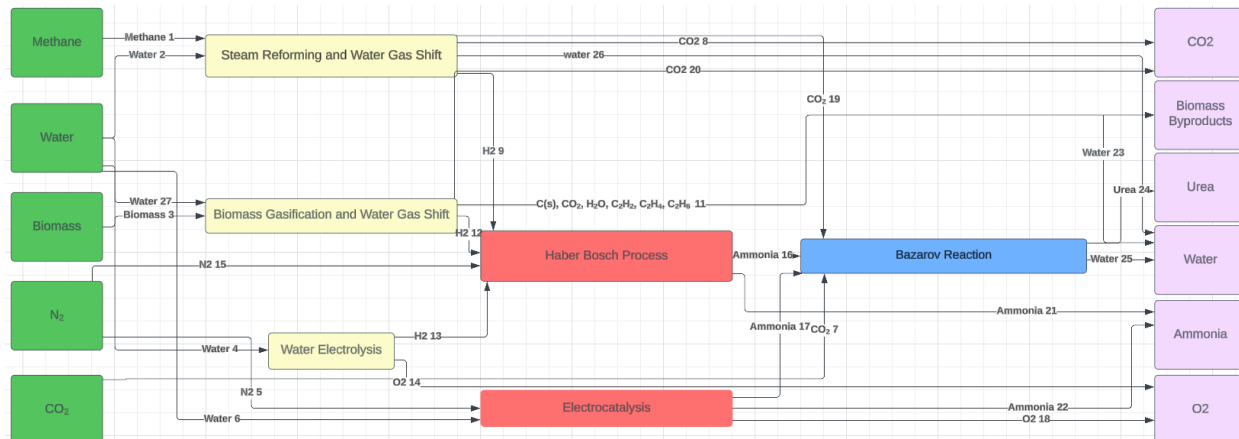 Methane
Methane 1
Water 2
Steam Reforming and Water Gas Shift
CO2 8
water 26
CO2 20
CO2
CO₂ 19
Biomass
Byproducts
Water
H2 9
Water 23
Urea 24
Urea
Water 27
Biomass 3
Biomass
Biomass Gasification and Water Gas Shift
C(s), CO₂, H₂O, C₂H₂, C₂H₄, C₂H₆ 11
H2 12
Haber Bosch Process
Ammonia 16
Bazarov Reaction
Water 25
Water
N2 15
N₂
H2 13
Ammonia 17
CO₂ 7
Ammonia 21
Water 4
Water Electrolysis
Ammonia
O2 14
N2 5
CO₂
Water 6
Electrocatalysis
Ammonia 22
O2 18
O2